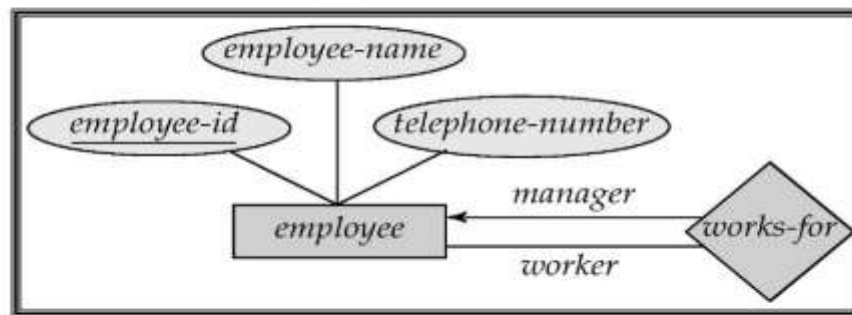 employee-name
employee-id
telephone-number
manager
employee
works-for
worker